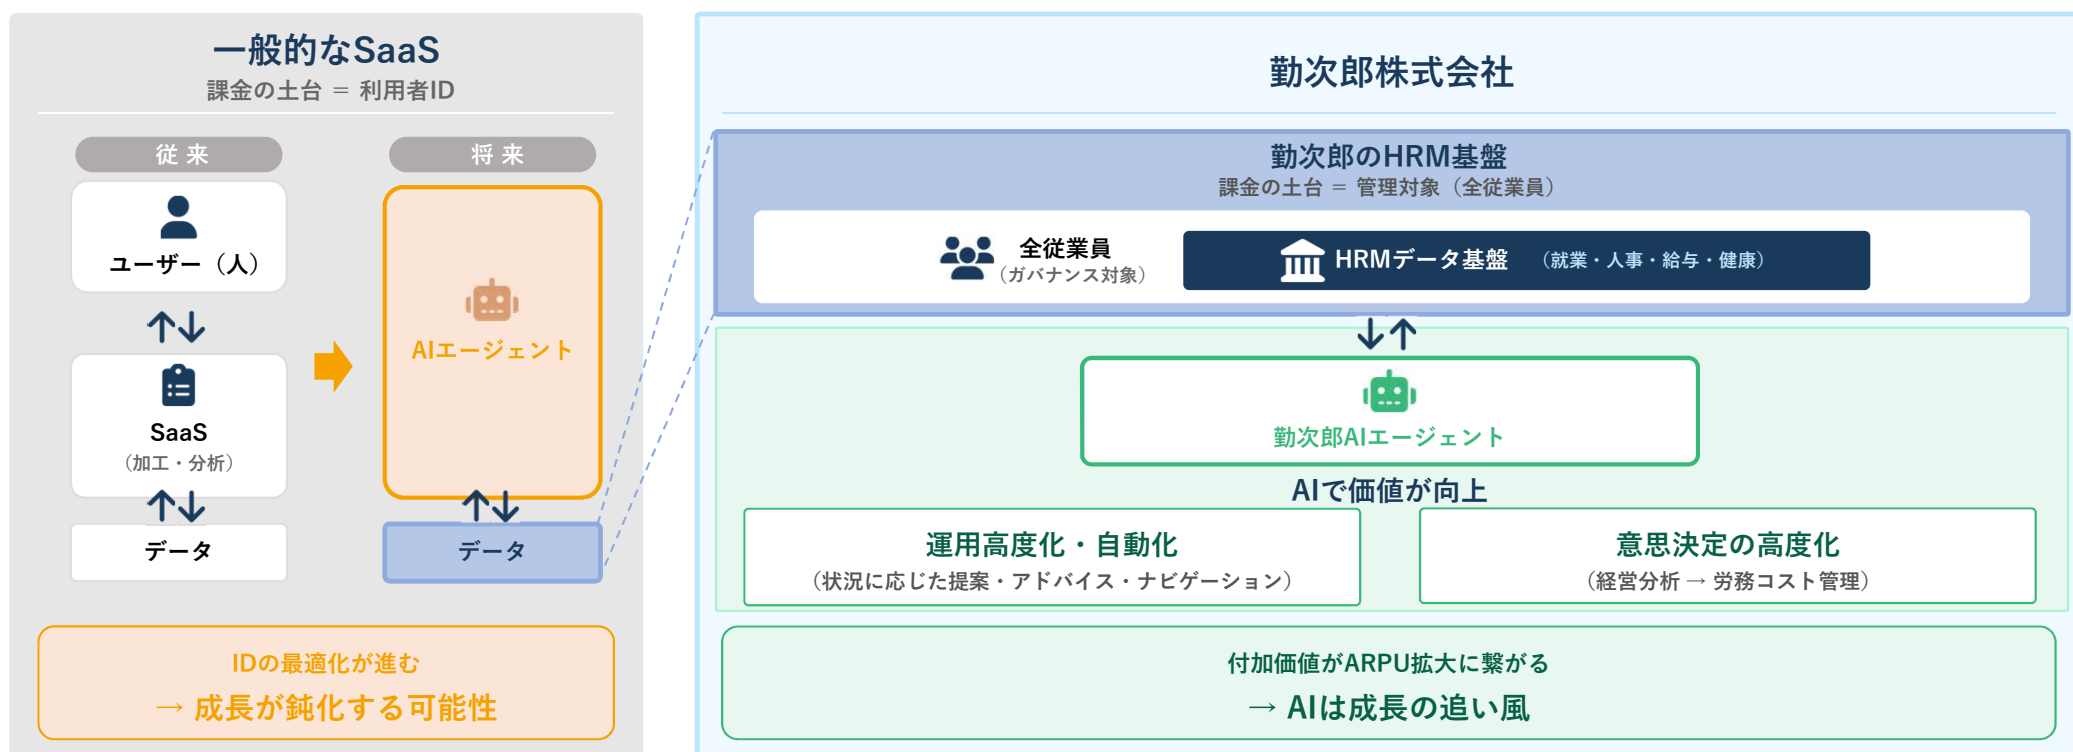 一般的なSaaS
課金の土台 ＝ 利用者ID
従 来
将 来
ユーザー（人）
SaaS
（加工・分析）
データ
AIエージェント
データ
IDの最適化が進む
→ 成長が鈍化する可能性
勤次郎株式会社
勤次郎のHRM基盤
課金の土台 ＝ 管理対象（全従業員）
全従業員
（ガバナンス対象）
HRMデータ基盤 （就業・人事・給与・健康）
勤次郎AIエージェント
AIで価値が向上
運用高度化・自動化
（状況に応じた提案・アドバイス・ナビゲーション）
意思決定の高度化
（経営分析 → 労務コスト管理）
付加価値がARPU拡大に繋がる
→ AIは成長の追い風